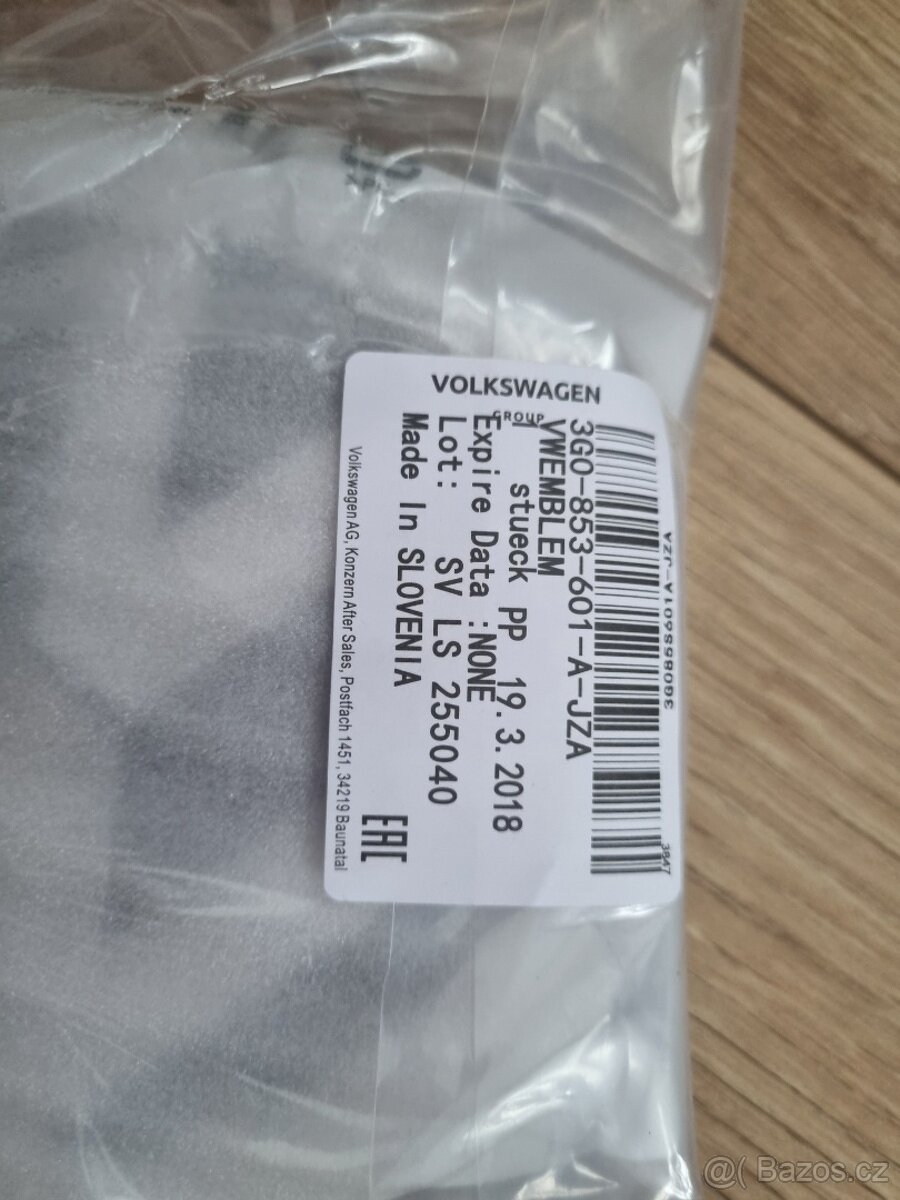 VOLKSWAGEN
GROUP
3G0853601A-JZA
384T
3G0-853-601-A-JZA
VWEMBLEM
stueck PP 19.3.2018
Expire Data :NONE
Lot: SV LS 255040
Made In SLOVENIA
EAC
Volkswagen AG, Konzern After Sales, Postfach 1451, 34219 Baunatal
@( Bazos.cz